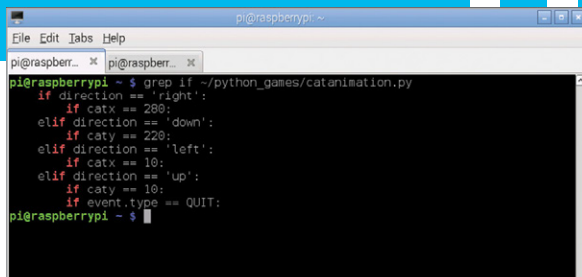 pi@raspberrypi: ~
File Edit Tabs Help
pi@raspberr... × pi@raspberr... ×
pi@raspberrypi ~ $ grep if ~/python_games/catanimation.py
    if direction == 'right':
        if catx == 280:
    elif direction == 'down':
        if caty == 220:
    elif direction == 'left':
        if catx == 10:
    elif direction == 'up':
        if caty == 10:
        if event.type == QUIT:
pi@raspberrypi ~ $